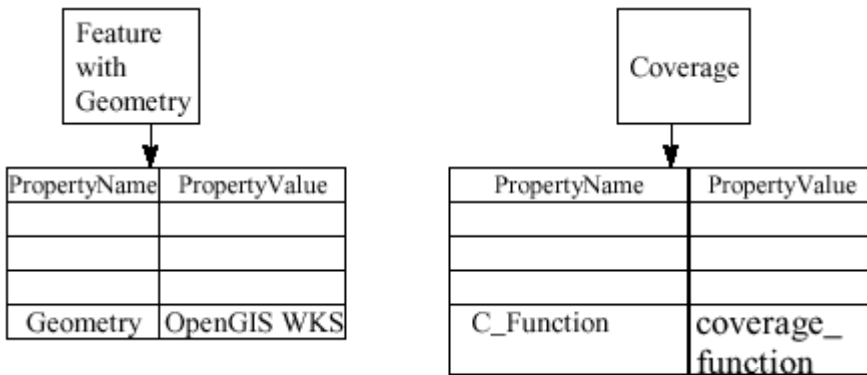 Feature
with
Geometry
PropertyName PropertyValue
Geometry OpenGIS WKS
Coverage
PropertyName PropertyValue
C_Function coverage_
function